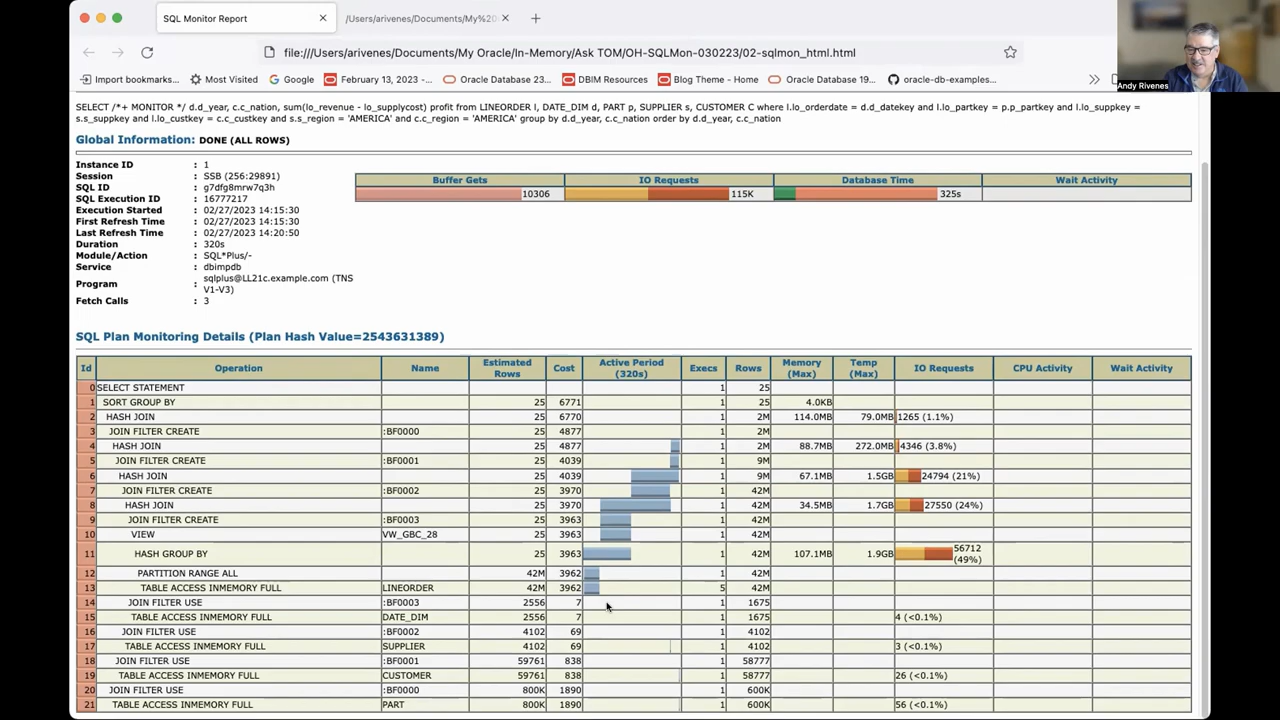 SQL Monitor Report × /Users/arivenes/Documents/My%20 × +
file:///Users/arivenes/Documents/My Oracle/In-Memory/Ask TOM/OH-SQLMon-030223/02-sqlmon_html.html
Import bookmarks... Most Visited Google February 13, 2023 - ... Oracle Database 23... DBIM Resources Blog Theme - Home Oracle Database 19... oracle-db-examples...
Andy Rivenes
SELECT /*+ MONITOR */ d.d_year, c.c_nation, sum(lo_revenue - lo_supplycost) profit from LINEORDER l, DATE_DIM d, PART p, SUPPLIER s, CUSTOMER C where l.lo_orderdate = d.d_datekey and l.lo_partkey = p.p_partkey and l.lo_suppkey =
s.s_suppkey and l.lo_custkey = c.c_custkey and s.s_region = 'AMERICA' and c.c_region = 'AMERICA' group by d.d_year, c.c_nation order by d.d_year, c.c_nation
Global Information: DONE (ALL ROWS)
Instance ID : 1
Session : SSB (256:29891)
SQL ID : g7dfg8mrw7q3h
SQL Execution ID : 16777217
Execution Started : 02/27/2023 14:15:30
First Refresh Time : 02/27/2023 14:15:30
Last Refresh Time : 02/27/2023 14:20:50
Duration : 320s
Module/Action : SQL*Plus/-
Service : dbimpdb
Program : sqlplus@LL21c.example.com (TNS
V1-V3)
Fetch Calls : 3
Buffer Gets IO Requests Database Time Wait Activity
10306 115K 325s
SQL Plan Monitoring Details (Plan Hash Value=2543631389)
Id Operation Name Estimated Rows Cost Active Period (320s) Execs Rows Memory (Max) Temp (Max) IO Requests CPU Activity Wait Activity
0 SELECT STATEMENT 1 25
1 SORT GROUP BY 25 6771 1 25 4.0KB
2 HASH JOIN 25 6770 1 2M 114.0MB 79.0MB 1265 (1.1%)
3 JOIN FILTER CREATE :BF0000 25 4877 1 2M
4 HASH JOIN 25 4877 1 2M 88.7MB 272.0MB 4346 (3.8%)
5 JOIN FILTER CREATE :BF0001 25 4039 1 9M
6 HASH JOIN 25 4039 1 9M 67.1MB 1.5GB 24794 (21%)
7 JOIN FILTER CREATE :BF0002 25 3970 1 42M
8 HASH JOIN 25 3970 1 42M 34.5MB 1.7GB 27550 (24%)
9 JOIN FILTER CREATE :BF0003 25 3963 1 42M
10 VIEW VW_GBC_28 25 3963 1 42M
11 HASH GROUP BY 25 3963 1 42M 107.1MB 1.9GB 56712 (49%)
12 PARTITION RANGE ALL 42M 3962 1 42M
13 TABLE ACCESS INMEMORY FULL LINEORDER 42M 3962 5 42M
14 JOIN FILTER USE :BF0003 2556 7 1 1675
15 TABLE ACCESS INMEMORY FULL DATE_DIM 2556 7 1 1675 4 (<0.1%)
16 JOIN FILTER USE :BF0002 4102 69 1 4102
17 TABLE ACCESS INMEMORY FULL SUPPLIER 4102 69 1 4102 3 (<0.1%)
18 JOIN FILTER USE :BF0001 59761 838 1 58777
19 TABLE ACCESS INMEMORY FULL CUSTOMER 59761 838 1 58777 26 (<0.1%)
20 JOIN FILTER USE :BF0000 800K 1890 1 600K
21 TABLE ACCESS INMEMORY FULL PART 800K 1890 1 600K 56 (<0.1%)